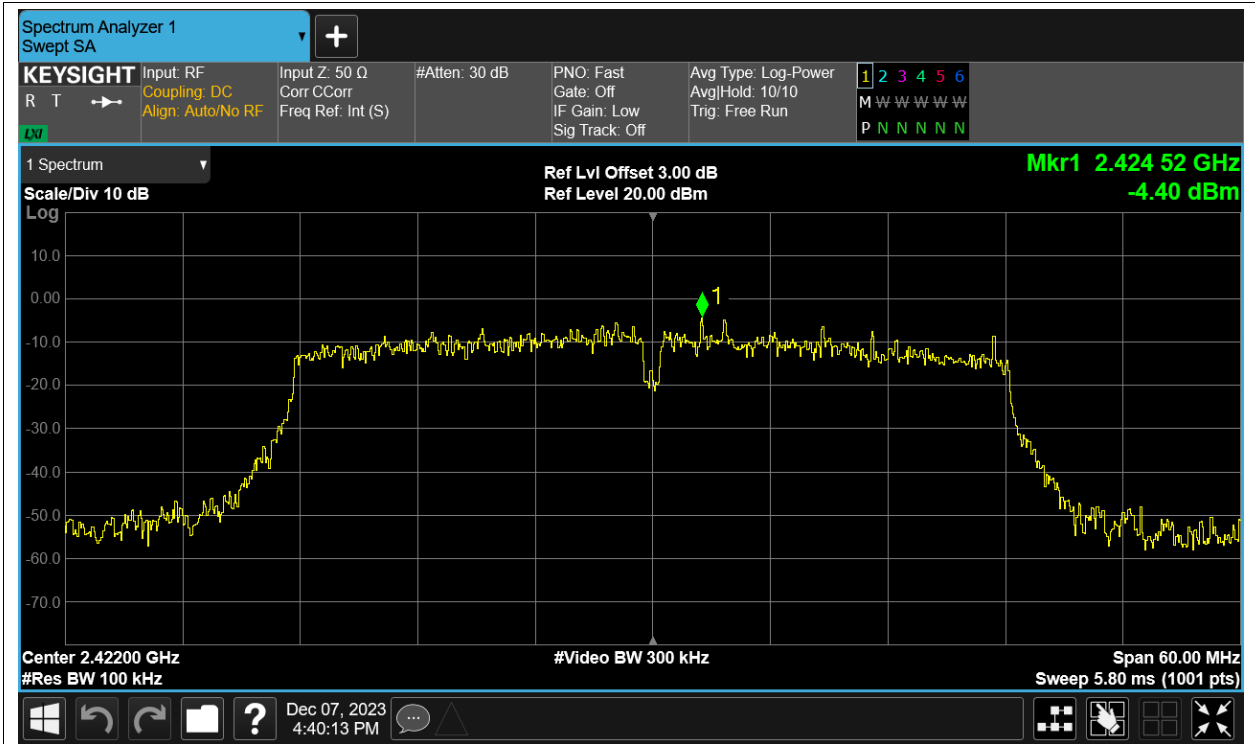 Spectrum Analyzer 1
Swept SA
KEYSIGHT
R T
LXI
Input: RF
Coupling: DC
Align: Auto/No RF
Input Z: 50 Ω
Corr CCorr
Freq Ref: Int (S)
#Atten: 30 dB
PNO: Fast
Gate: Off
IF Gain: Low
Sig Track: Off
Avg Type: Log-Power
Avg|Hold: 10/10
Trig: Free Run
1 2 3 4 5 6
M W W W W W
P N N N N N
1 Spectrum
Scale/Div 10 dB
Log
Ref Lvl Offset 3.00 dB
Ref Level 20.00 dBm
Mkr1 2.424 52 GHz
-4.40 dBm
10.0
0.00
-10.0
-20.0
-30.0
-40.0
-50.0
-60.0
-70.0
1
Center 2.42200 GHz
#Res BW 100 kHz
#Video BW 300 kHz
Span 60.00 MHz
Sweep 5.80 ms (1001 pts)
?
Dec 07, 2023
4:40:13 PM